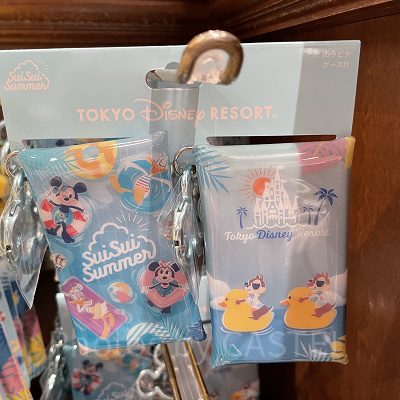 SuiSui
Summer
ケース付
TOKYO Disney RESORT®
SuiSui
Summer
Tokyo Disney Resort